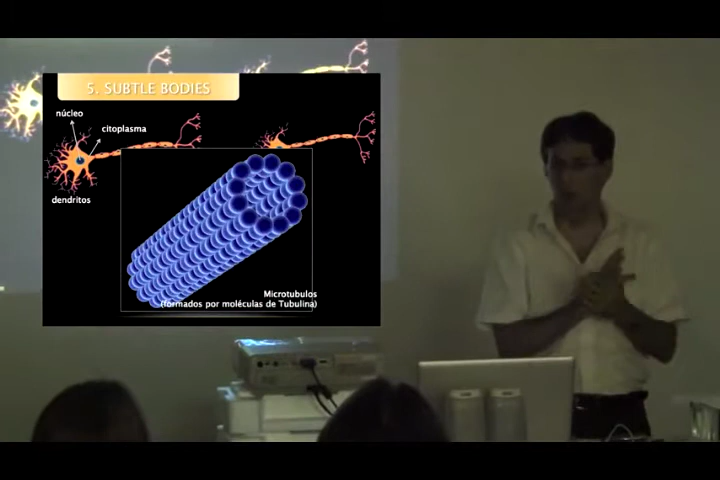 5. SUBTLE BODIES
núcleo
citoplasma
dendritos
Microtubulos
(formados por moléculas de Tubulina)